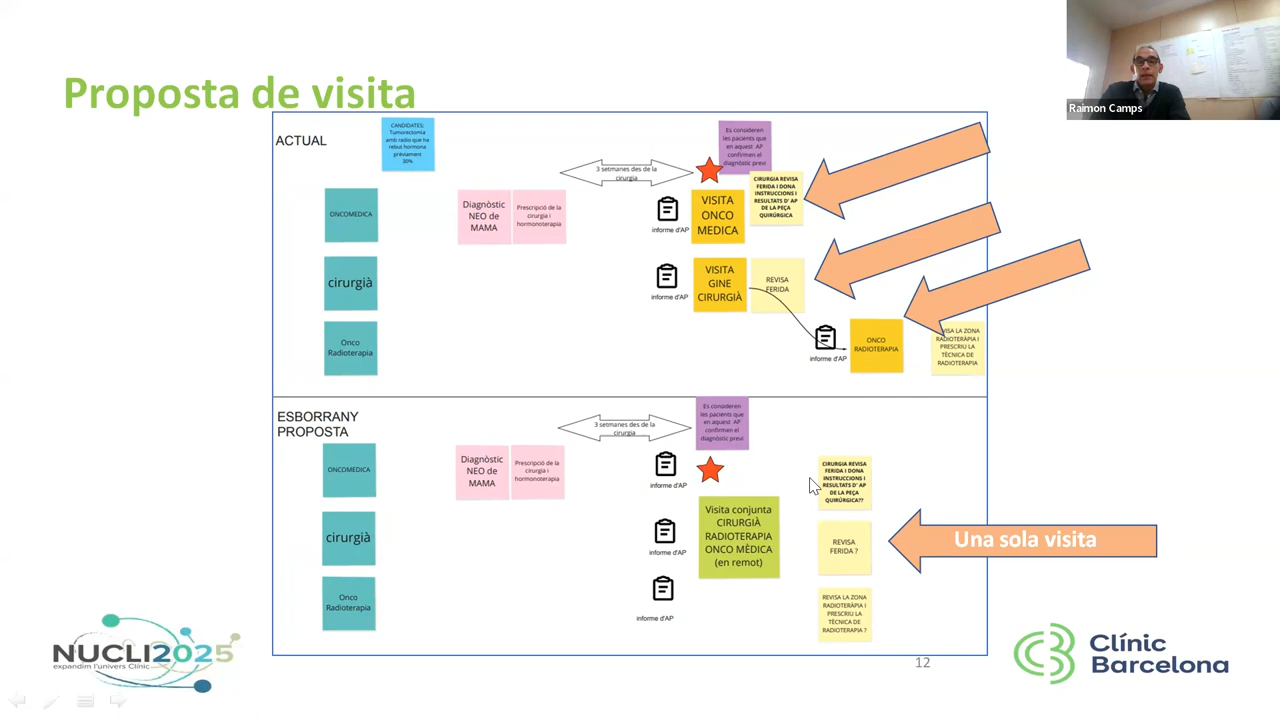 Proposta de visita
Raimon Camps
ACTUAL
CANDIDATES:
Tumorectomia
amb radio que ha
rebut hormona
prèviament
30%
3 setmanes des de la
cirurgia
Es consideren
les pacients que
en aquest AP
confirmen el
diagnòstic previ
ONCOMEDICA
Diagnòstic
NEO de
MAMA
Prescripció de la
cirurgia i
hormonoterapia
informe d'AP
VISITA
ONCO
MEDICA
CIRURGIA REVISA
FERIDA I DONA
INSTRUCCIONS I
RESULTATS D' AP
DE LA PEÇA
QUIRÚRGICA
cirurgià
informe d'AP
VISITA
GINE
CIRURGIÀ
REVISA
FERIDA
Onco
Radioterapia
informe d'AP
ONCO
RADIOTERAPIA
VISA LA ZONA
RADIOTERÀPIA I
PRESCRIU LA
TÈCNICA DE
RADIOTERAPIA
ESBORRANY
PROPOSTA
3 setmanes des de la
cirurgia
Es consideren
les pacients que
en aquest AP
confirmen el
diagnòstic previ
ONCOMEDICA
Diagnòstic
NEO de
MAMA
Prescripció de la
cirurgia i
hormonoterapia
informe d'AP
CIRURGIA REVISA
FERIDA I DONA
INSTRUCCIONS I
RESULTATS D' AP
DE LA PEÇA
QUIRÚRGICA??
cirurgià
informe d'AP
Visita conjunta
CIRURGIÀ
RADIOTERAPIA
ONCO MÈDICA
(en remot)
REVISA
FERIDA ?
Una sola visita
Onco
Radioterapia
informe d'AP
REVISA LA ZONA
RADIOTERÀPIA I
PRESCRIU LA
TÈCNICA DE
RADIOTERAPIA ?
NUCLI2025
expandim l'univers Clínic
12
Clínic
Barcelona